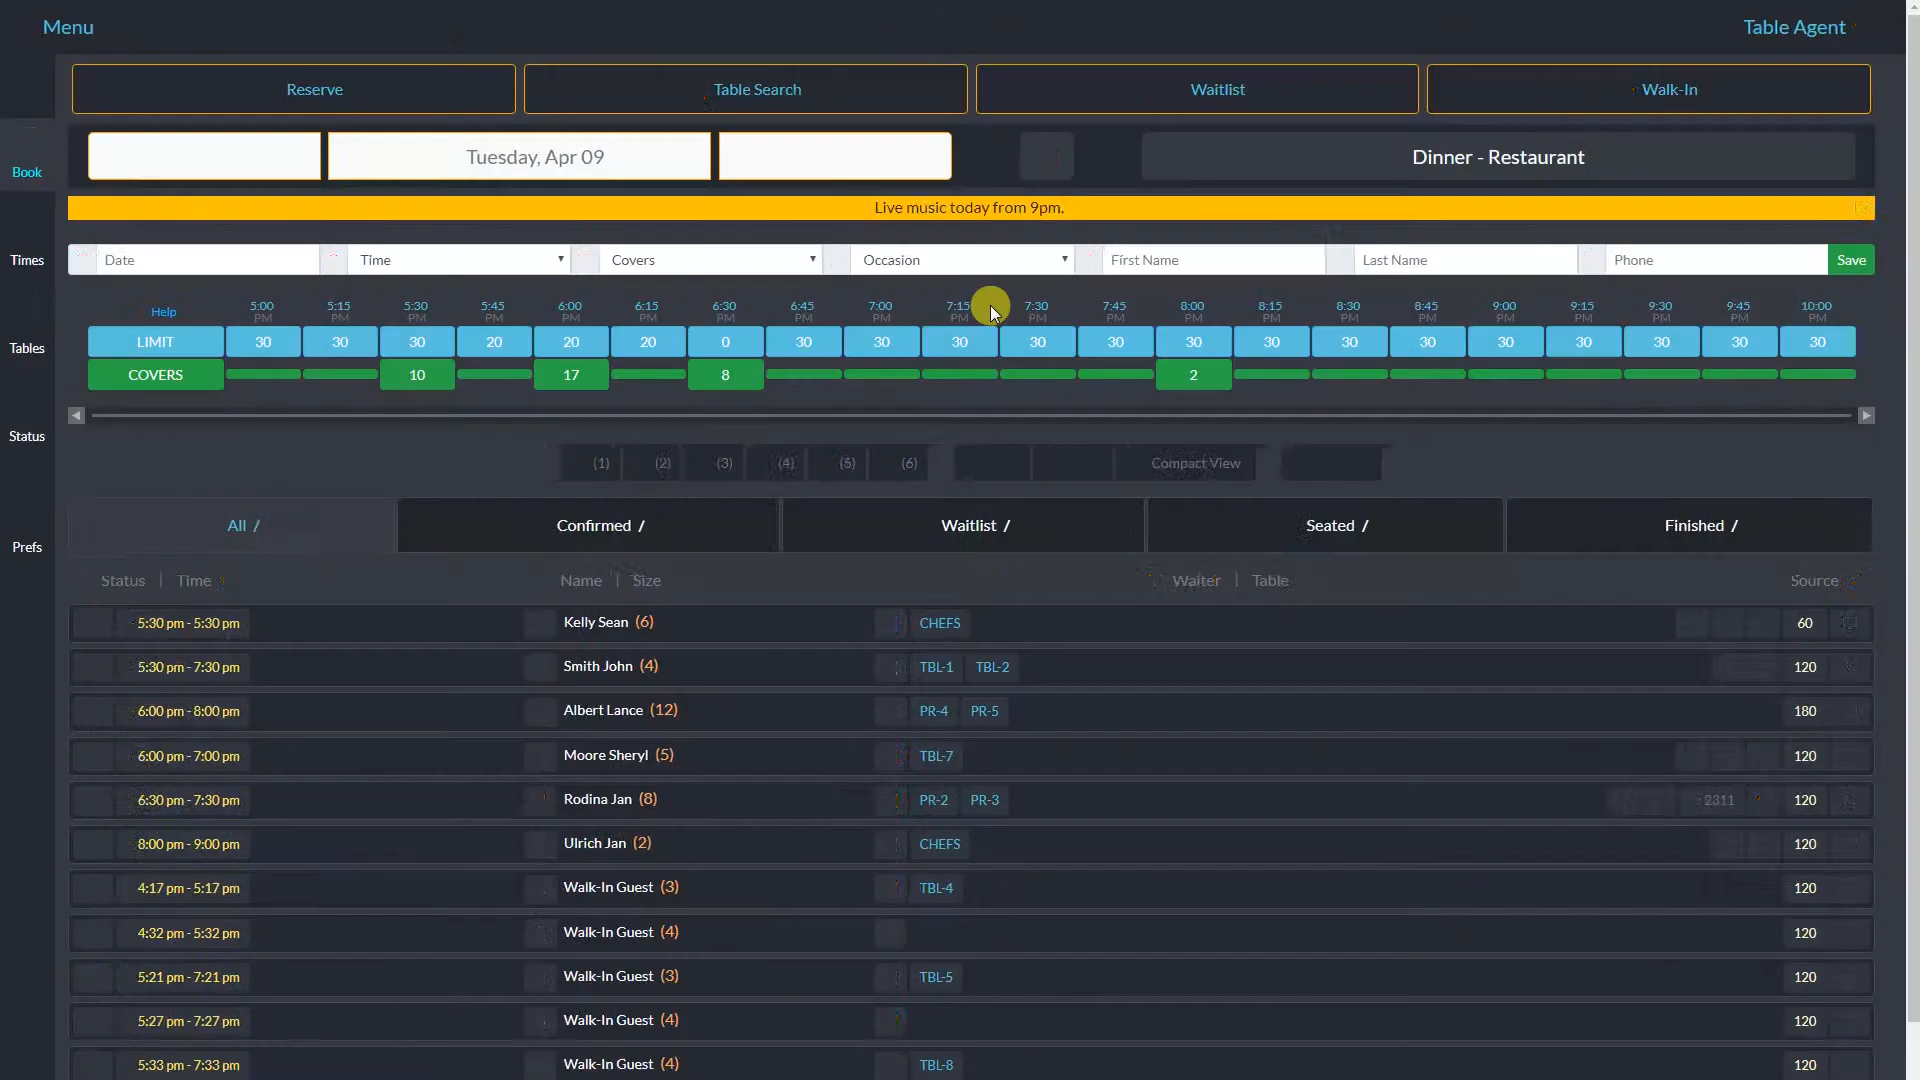 Menu
Table Agent
Reserve
Table Search
Waitlist
Walk-In
Book
Tuesday, Apr 09
Dinner - Restaurant
Live music today from 9pm.
Times
Date
Time
Covers
Occasion
First Name
Last Name
Phone
Save
Help
5:00 PM 5:15 PM 5:30 PM 5:45 PM 6:00 PM 6:15 PM 6:30 PM 6:45 PM 7:00 PM 7:15 PM 7:30 PM 7:45 PM 8:00 PM 8:15 PM 8:30 PM 8:45 PM 9:00 PM 9:15 PM 9:30 PM 9:45 PM 10:00 PM
Tables
LIMIT 30 30 30 20 20 20 0 30 30 30 30 30 30 30 30 30 30 30 30 30 30
COVERS 10 17 8 2
Status
(1) (2) (3) (4) (5) (6) Compact View
All /
Confirmed /
Waitlist /
Seated /
Finished /
Prefs
Status | Time Name | Size Waiter | Table Source
5:30 pm - 5:30 pm Kelly Sean (6) CHEFS 60
5:30 pm - 7:30 pm Smith John (4) TBL-1 TBL-2 120
6:00 pm - 8:00 pm Albert Lance (12) PR-4 PR-5 180
6:00 pm - 7:00 pm Moore Sheryl (5) TBL-7 120
6:30 pm - 7:30 pm Rodina Jan (8) PR-2 PR-3 2311 120
8:00 pm - 9:00 pm Ulrich Jan (2) CHEFS 120
4:17 pm - 5:17 pm Walk-In Guest (3) TBL-4 120
4:32 pm - 5:32 pm Walk-In Guest (4) 120
5:21 pm - 7:21 pm Walk-In Guest (3) TBL-5 120
5:27 pm - 7:27 pm Walk-In Guest (4) 120
5:33 pm - 7:33 pm Walk-In Guest (4) TBL-8 120